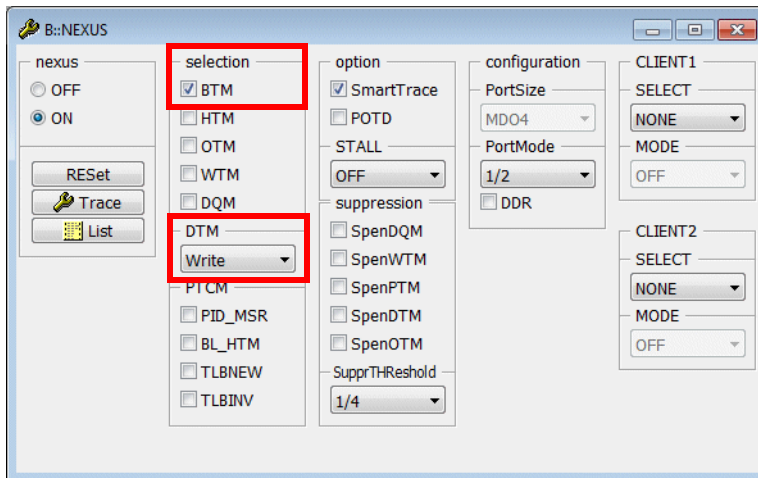 B::NEXUS
nexus
OFF
ON
RESet
Trace
List
selection
BTM
HTM
OTM
WTM
DQM
DTM
Write
PTCM
PID_MSR
BL_HTM
TLBNEW
TLBINV
option
SmartTrace
POTD
STALL
OFF
suppression
SpenDQM
SpenWTM
SpenPTM
SpenDTM
SpenOTM
SupprTHReshold
1/4
configuration
PortSize
MDO4
PortMode
1/2
DDR
CLIENT1
SELECT
NONE
MODE
OFF
CLIENT2
SELECT
NONE
MODE
OFF